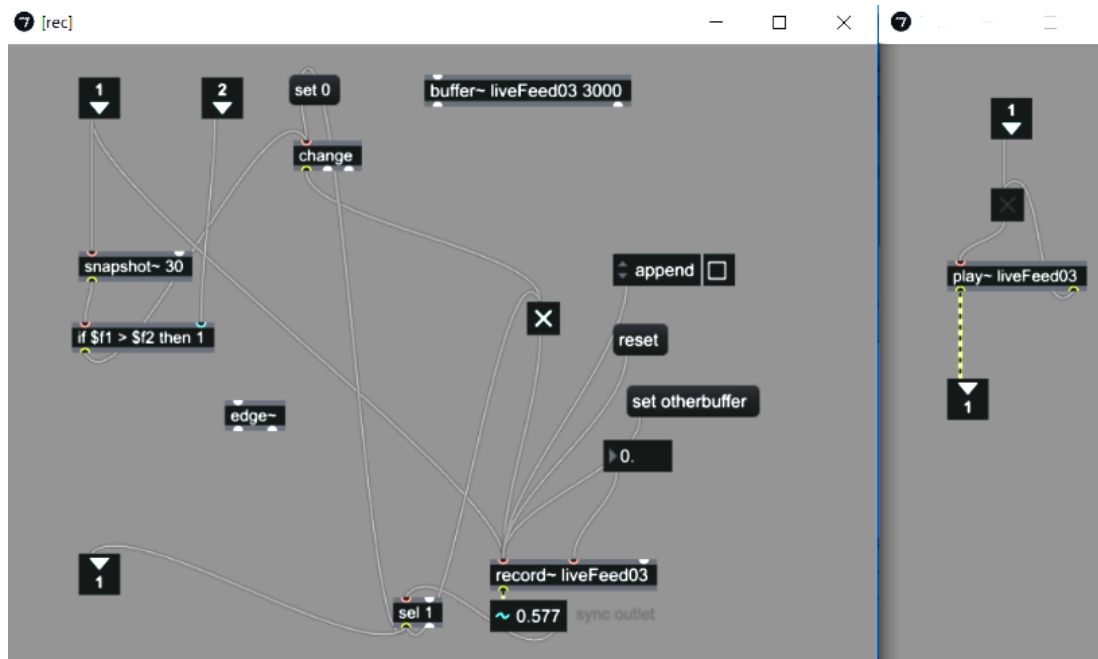 [rec]
1
2
set 0
buffer~ liveFeed03 3000
1
change
snapshot~ 30
append
play~ liveFeed03
if $f1 > $f2 then 1
reset
set otherbuffer
1
edge~
0.
1
record~ liveFeed03
sel 1
~ 0.577
sync outlet